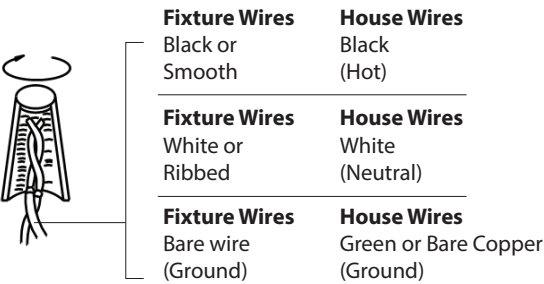 Fixture Wires House Wires
Black or Black
Smooth (Hot)
Fixture Wires House Wires
White or White
Ribbed (Neutral)
Fixture Wires House Wires
Bare wire Green or Bare Copper
(Ground) (Ground)